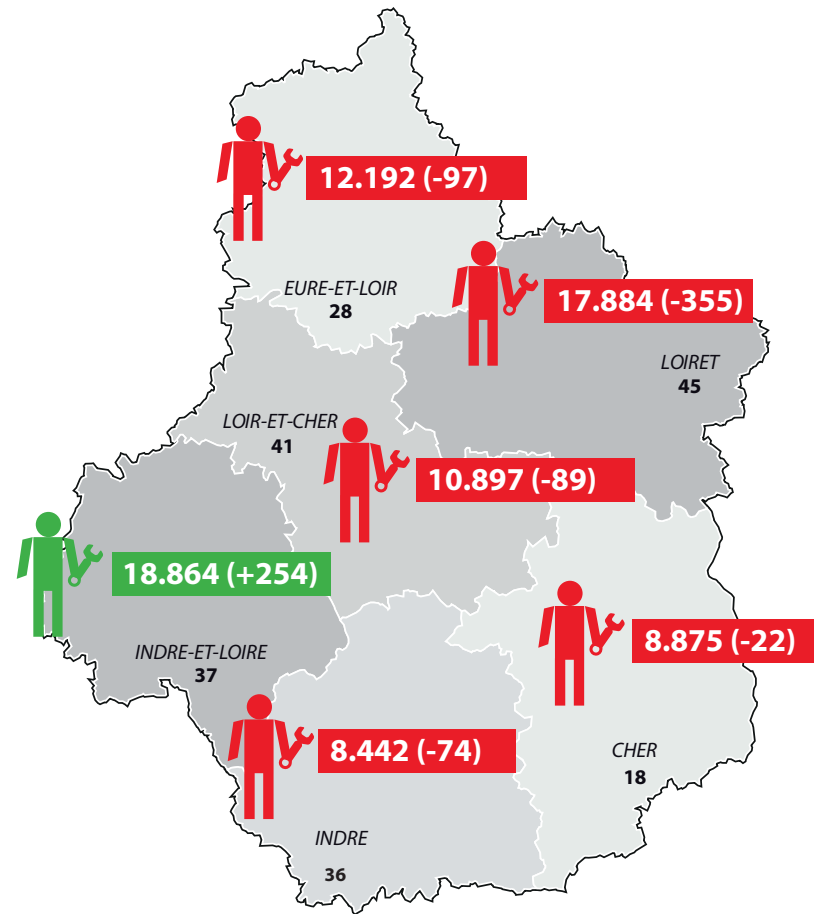 12.192 (-97)
EURE-ET-LOIR
28
17.884 (-355)
LOIRET
45
LOIR-ET-CHER
41
10.897 (-89)
18.864 (+254)
INDRE-ET-LOIRE
37
8.875 (-22)
CHER
18
8.442 (-74)
INDRE
36